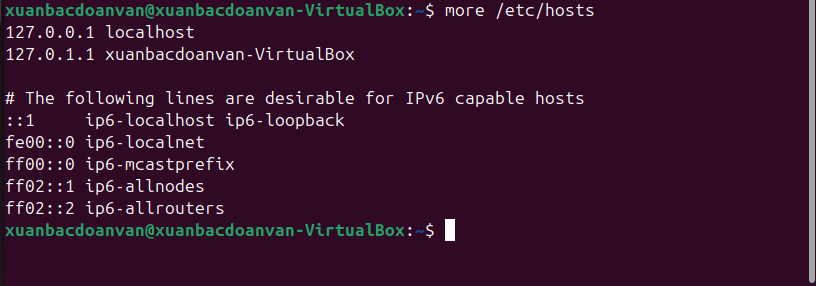 xuanbacdoanvan@xuanbacdoanvan-VirtualBox:~$ more /etc/hosts
127.0.0.1 localhost
127.0.1.1 xuanbacdoanvan-VirtualBox
# The following lines are desirable for IPv6 capable hosts
::1     ip6-localhost ip6-loopback
fe00::0 ip6-localnet
ff00::0 ip6-mcastprefix
ff02::1 ip6-allnodes
ff02::2 ip6-allrouters
xuanbacdoanvan@xuanbacdoanvan-VirtualBox:~$